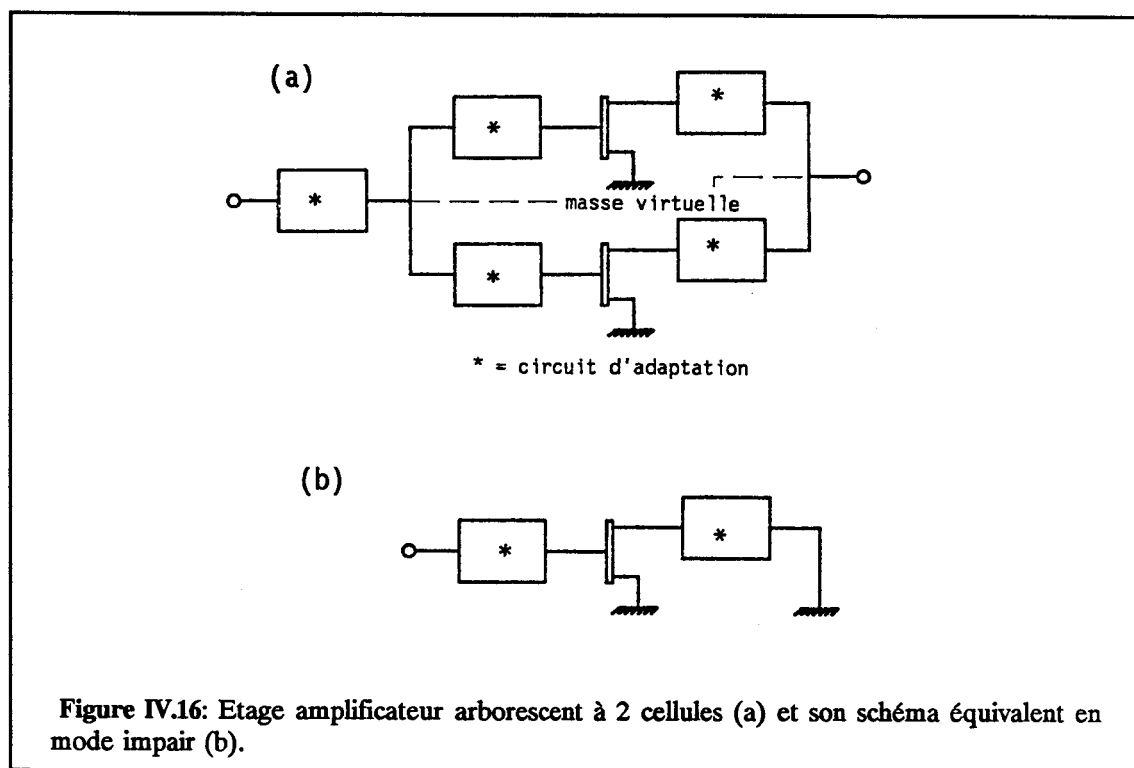 (a)
*
*
*
masse virtuelle
*
*
* = circuit d'adaptation
(b)
*
*
Figure IV.16: Etage amplificateur arborescent à 2 cellules (a) et son schéma équivalent en
mode impair (b).